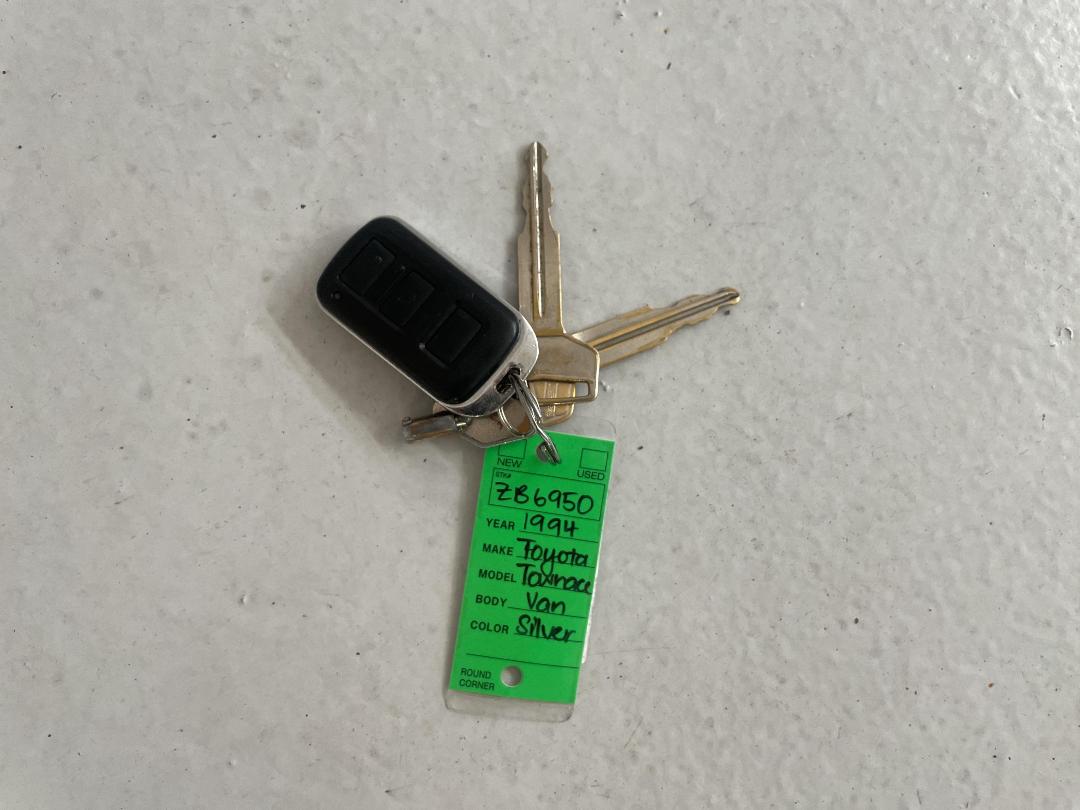 NEW USED
STK#
ZB6950
YEAR 1994
MAKE Toyota
MODEL Townace
BODY Van
COLOR Silver
ROUND
CORNER